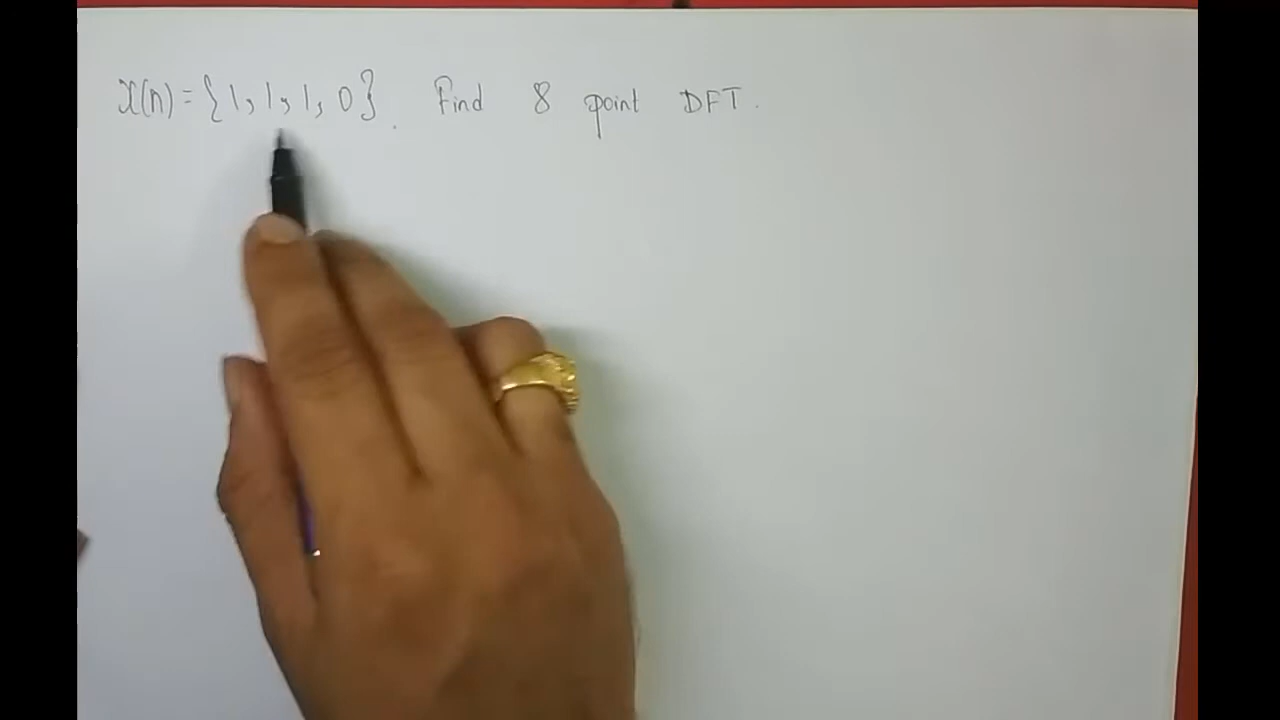 x(n) = {1, 1, 1, 0}. Find 8 point DFT.